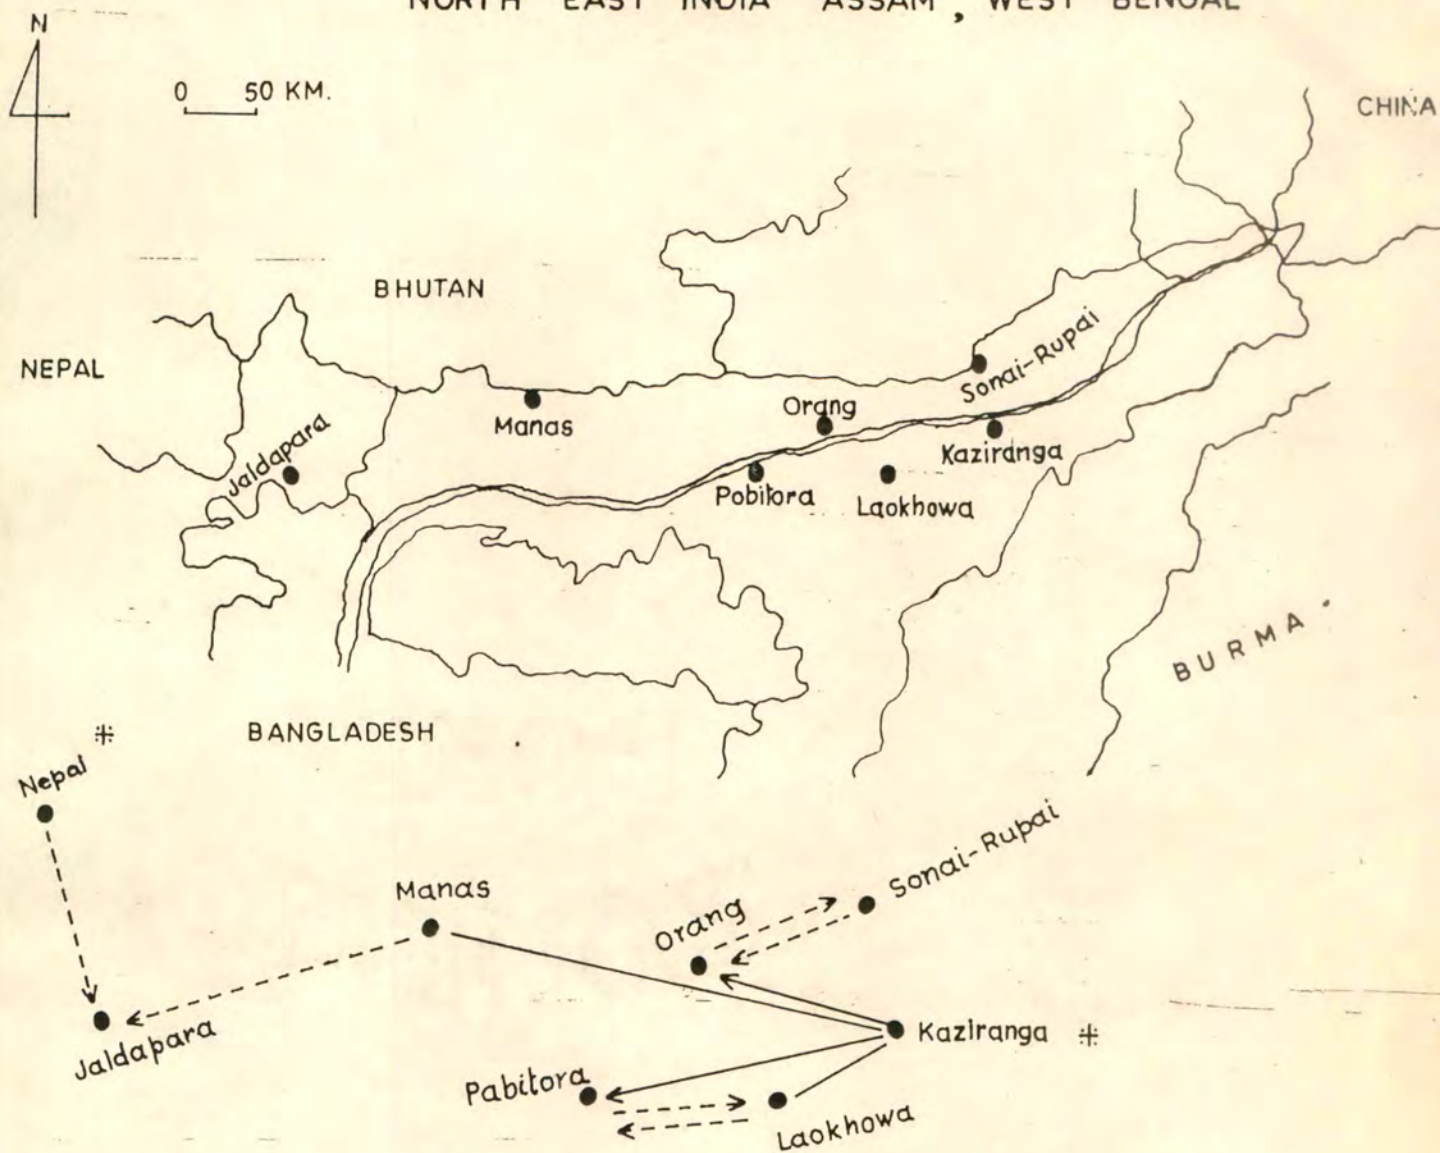 NORTH EAST INDIA ASSAM, WEST BENGAL
N
0 50 KM.
CHINA
BHUTAN
NEPAL
Sonai-Rupai
Orang
Manas
Jaldapara
Kaziranga
Pobitora
Laokhowa
BURMA
BANGLADESH
Nepal
Sonai-Rupai
Manas
Orang
Kaziranga
Jaldapara
Pabitora
Laokhowa